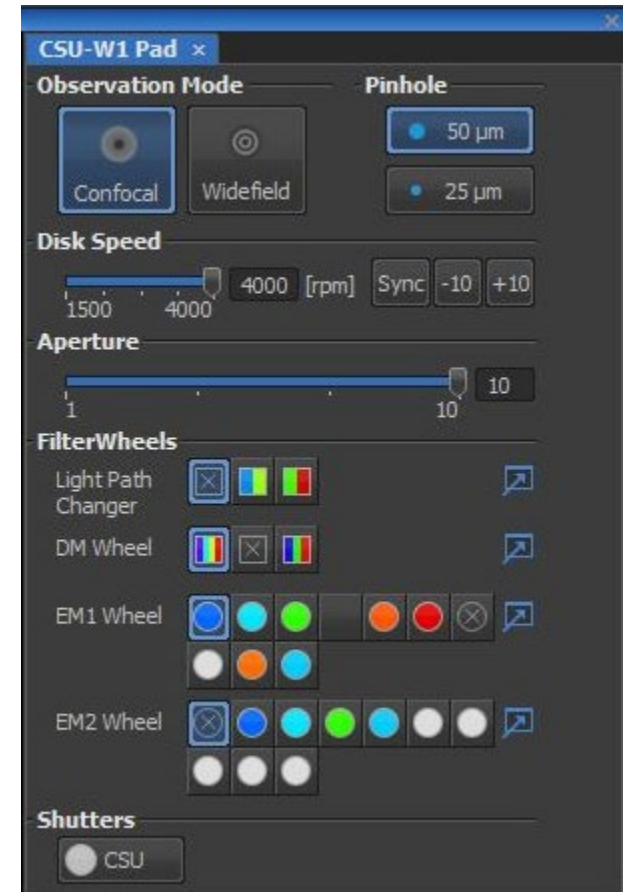 CSU-W1 Pad ×
Observation Mode
Pinhole
Confocal
Widefield
50 µm
25 µm
Disk Speed
1500 4000
4000 [rpm] Sync -10 +10
Aperture
1 10
10
FilterWheels
Light Path
Changer
DM Wheel
EM1 Wheel
EM2 Wheel
Shutters
CSU